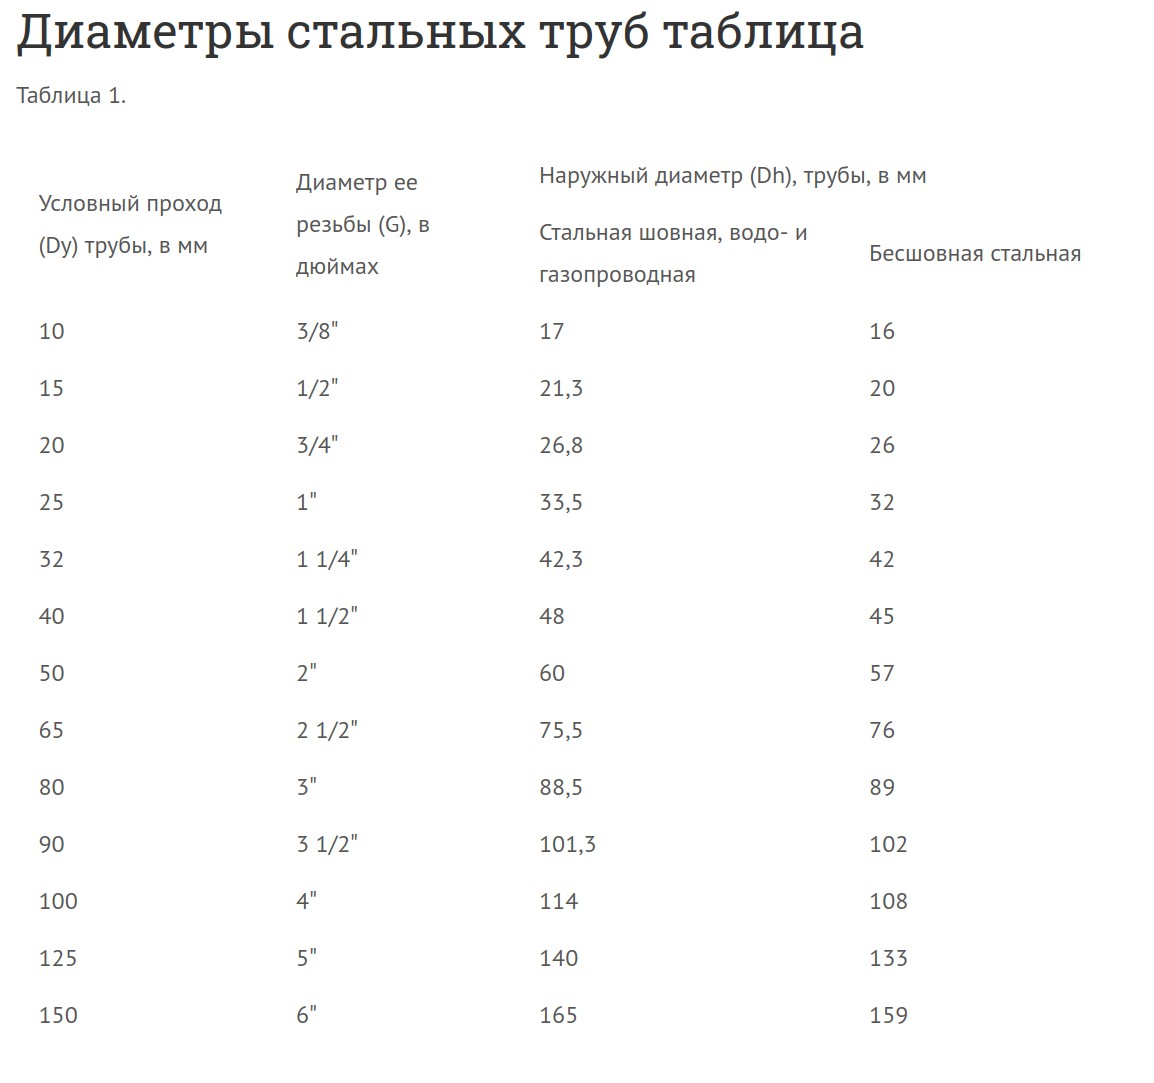 Диаметры стальных труб таблица
Таблица 1.
Условный проход
(Dy) трубы, в мм
Диаметр ее
резьбы (G), в
дюймах
Наружный диаметр (Dh), трубы, в мм
Стальная шовная, водо- и
газопроводная
Бесшовная стальная
10 3/8" 17 16
15 1/2" 21,3 20
20 3/4" 26,8 26
25 1" 33,5 32
32 1 1/4" 42,3 42
40 1 1/2" 48 45
50 2" 60 57
65 2 1/2" 75,5 76
80 3" 88,5 89
90 3 1/2" 101,3 102
100 4" 114 108
125 5" 140 133
150 6" 165 159